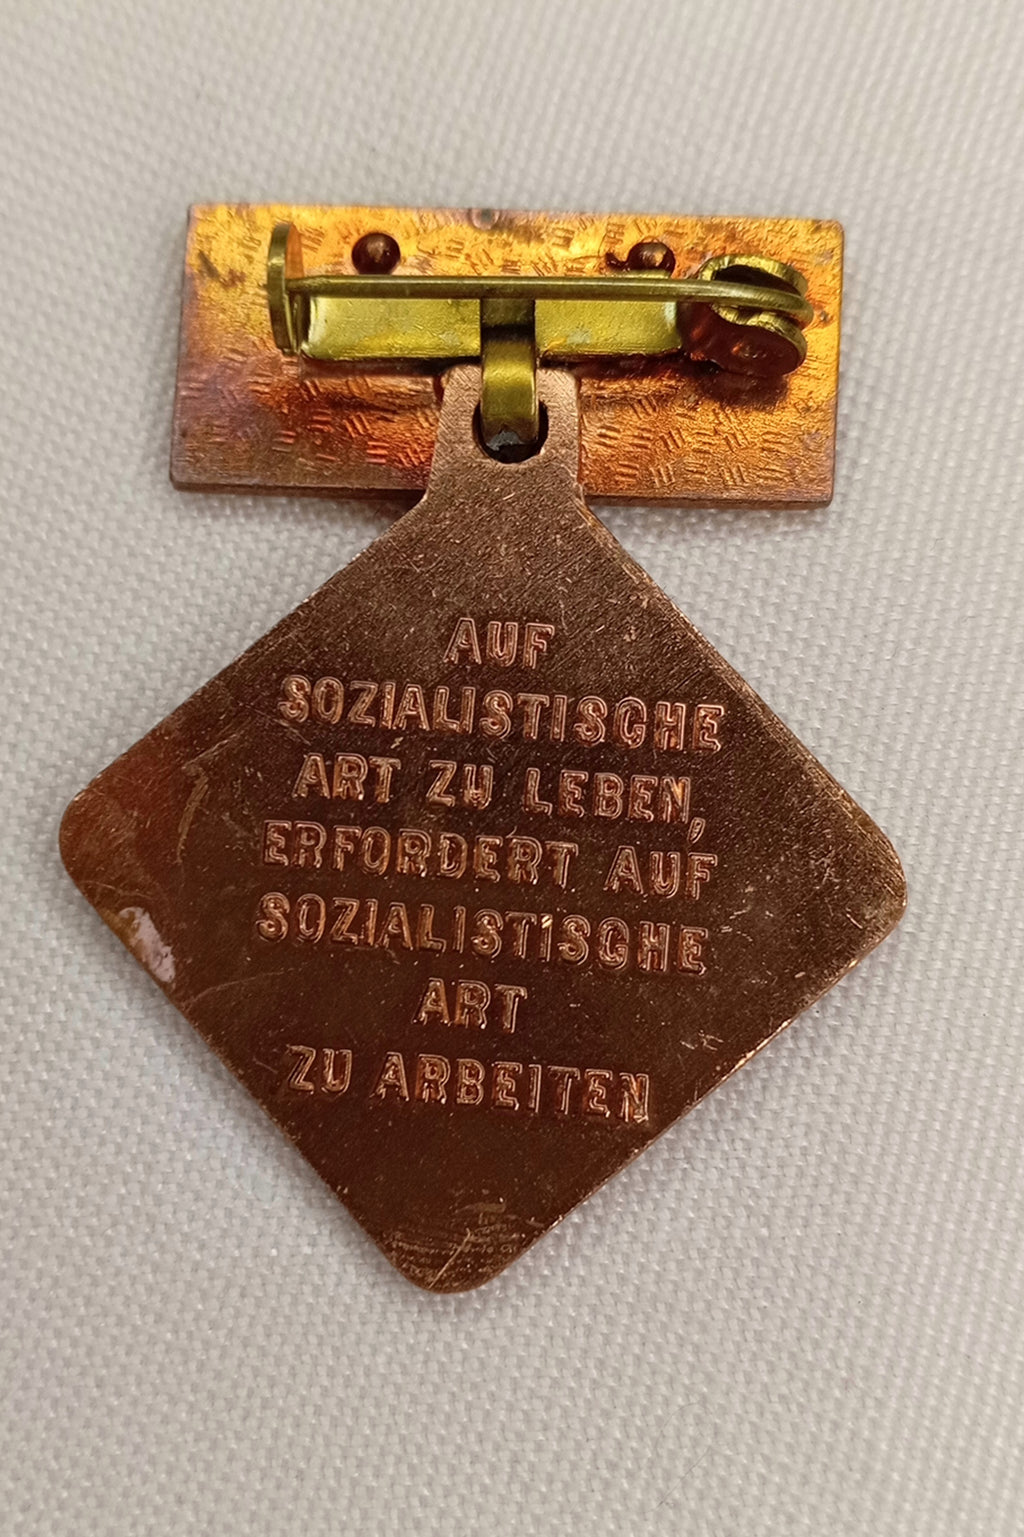 AUF
SOZIALISTISCHE
ART ZU LEBEN,
ERFORDERT AUF
SOZIALISTISCHE
ART
ZU ARBEITEN